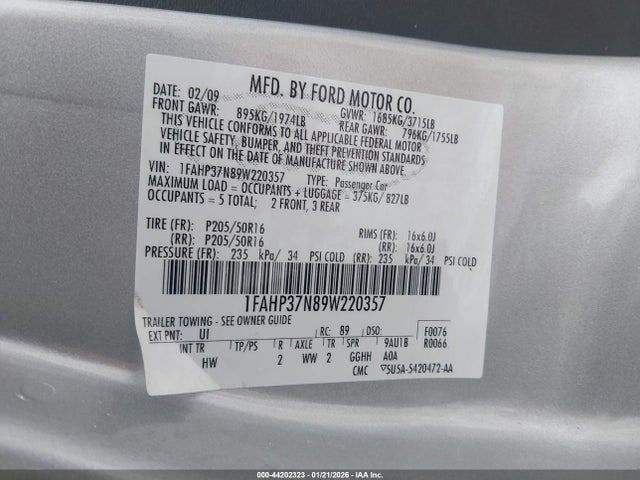 MFD. BY FORD MOTOR CO.
DATE: 02/09 GVWR: 1685KG/3715LB
FRONT GAWR: 895KG/1974LB REAR GAWR: 796KG/1755LB
THIS VEHICLE CONFORMS TO ALL APPLICABLE FEDERAL MOTOR
VEHICLE SAFETY, BUMPER, AND THEFT PREVENTION STANDARDS
IN EFFECT ON THE DATE OF MANUFACTURE SHOWN ABOVE.
VIN: 1FAHP37N89W220357 TYPE: Passenger Car
MAXIMUM LOAD = OCCUPANTS + LUGGAGE = 375KG/ 827LB
OCCUPANTS = 5 TOTAL; 2 FRONT, 3 REAR
TIRE (FR): P205/50R16 RIMS (FR): 16x6.0J
(RR): P205/50R16 (RR): 16x6.0J
PRESSURE (FR): 235 kPa/ 34 PSI COLD (RR): 235 kPa/ 34 PSI COLD
1FAHP37N89W220357
TRAILER TOWING - SEE OWNER GUIDE
EXT PNT: UI RC: 89 DSO: F0076
INT TR TP/PS R AXLE TR SPR 9AU18 R0066
HW 2 WW 2 GGHH A0A
CMC ▽5U5A-5420472-AA
000-44202323 - 01/21/2026 - IAA Inc.